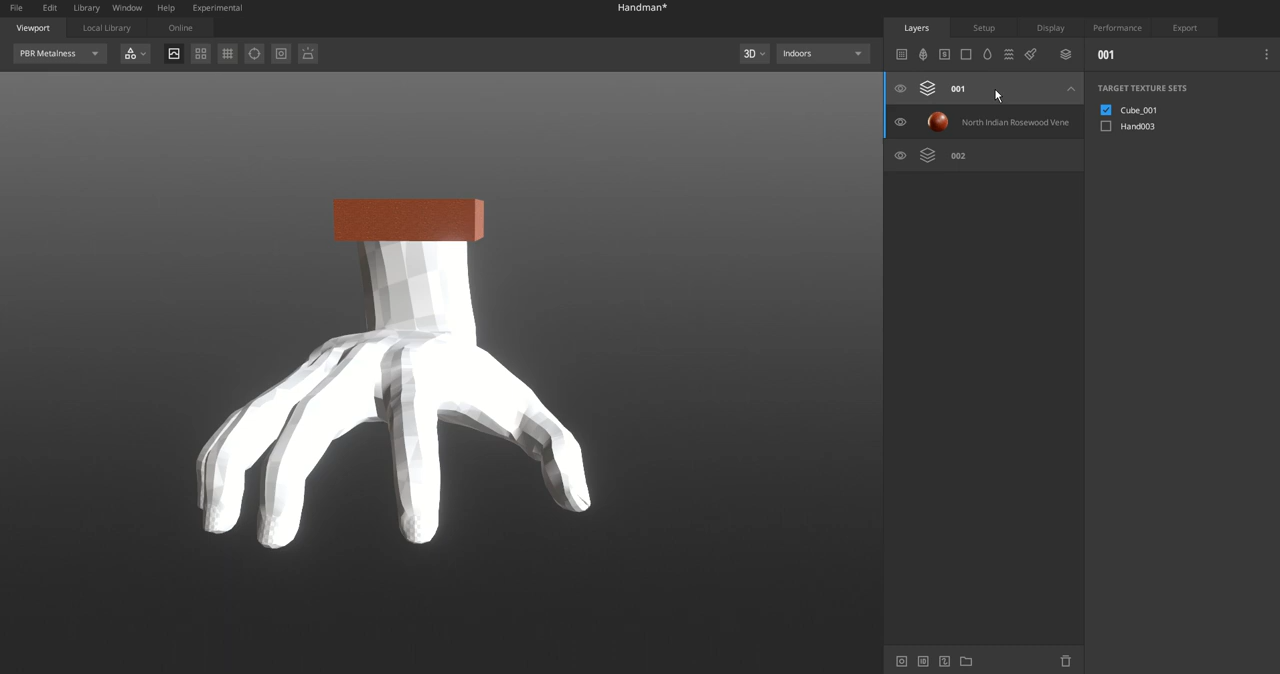 File Edit Library Window Help Experimental Handman*
Viewport Local Library Online Layers Setup Display Performance Export
PBR Metalness 3D Indoors 001
001 TARGET TEXTURE SETS
Cube_001
North Indian Rosewood Vene Hand003
002